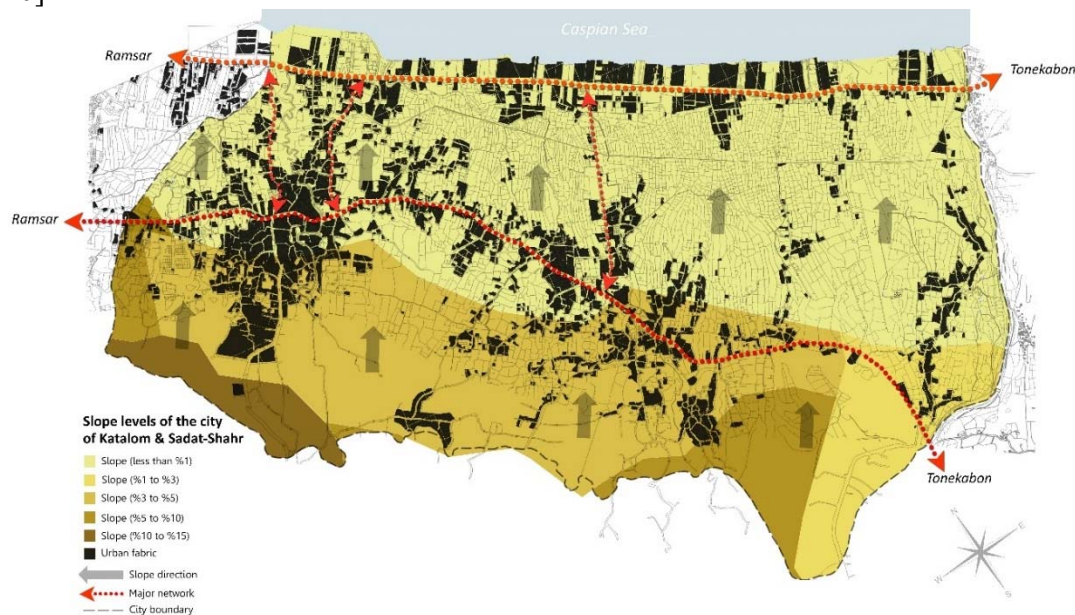 Caspian Sea
Ramsar
Tonekabon
Ramsar
Tonekabon
Slope levels of the city
of Katalom & Sadat-Shahr
Slope (less than %1)
Slope (%1 to %3)
Slope (%3 to %5)
Slope (%5 to %10)
Slope (%10 to %15)
Urban fabric
Slope direction
Major network
City boundary
N
E
W
S